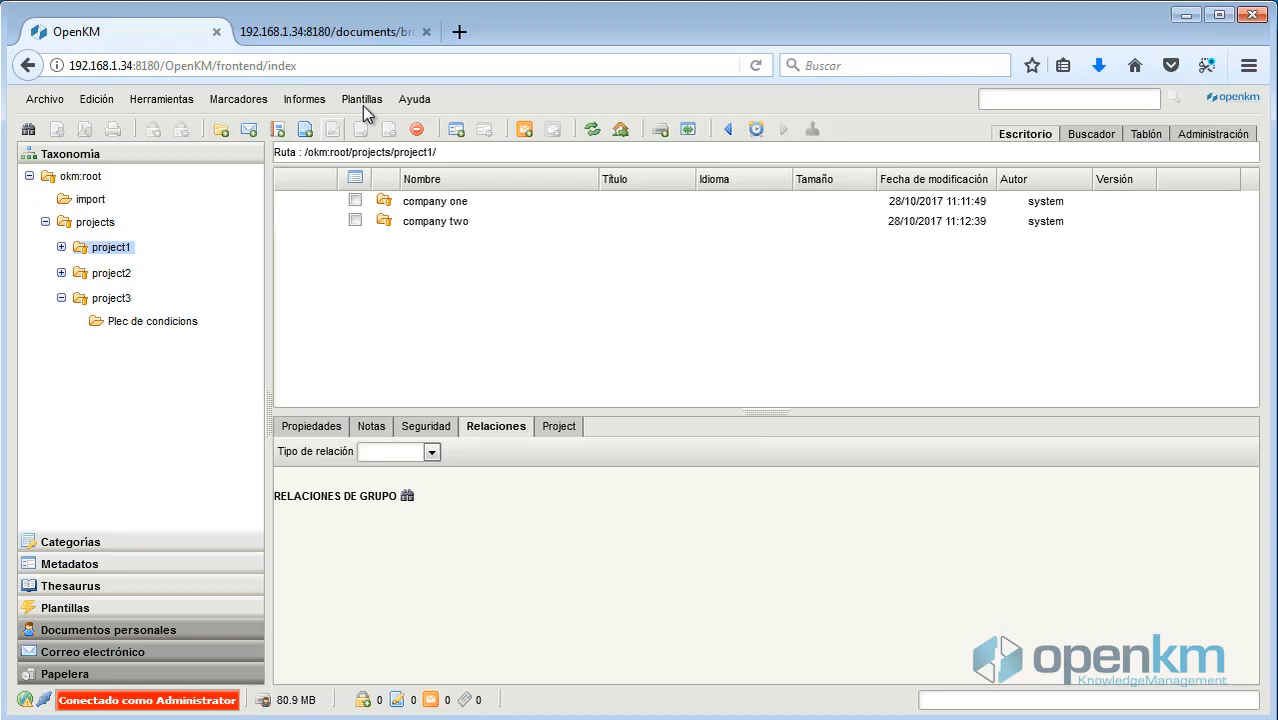 OpenKM
192.168.1.34:8180/documents/bro
192.168.1.34:8180/OpenKM/frontend/index
Buscar
Archivo Edición Herramientas Marcadores Informes Plantillas Ayuda
openkm
Escritorio Buscador Tablón Administración
Taxonomía
Ruta : /okm:root/projects/project1/
okm:root
import
projects
project1
project2
project3
Plec de condicions
Nombre Título Idioma Tamaño Fecha de modificación Autor Versión
company one 28/10/2017 11:11:49 system
company two 28/10/2017 11:12:39 system
Propiedades Notas Seguridad Relaciones Project
Tipo de relación
RELACIONES DE GRUPO
Categorías
Metadatos
Thesaurus
Plantillas
Documentos personales
Correo electrónico
Papelera
openkm
KnowledgeManagement
Conectado como Administrator 80.9 MB 0 0 0 0